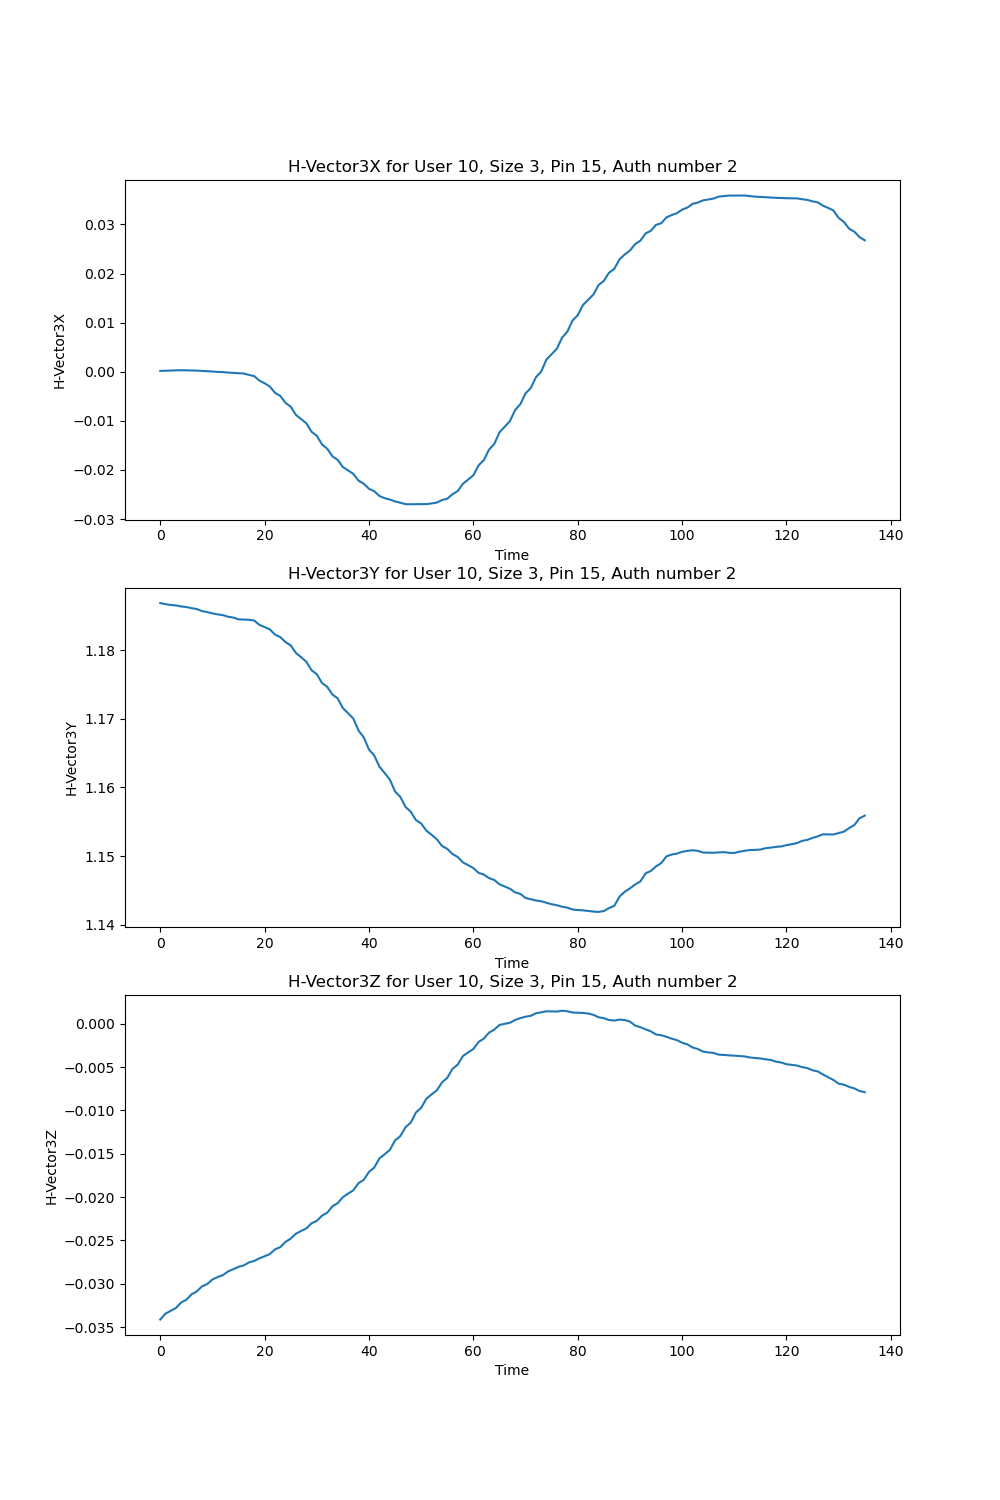 H-Vector3X for User 10, Size 3, Pin 15, Auth number 2
H-Vector3X
0.03
0.02
0.01
0.00
−0.01
−0.02
−0.03
0 20 40 60 80 100 120 140
Time
H-Vector3Y for User 10, Size 3, Pin 15, Auth number 2
H-Vector3Y
1.18
1.17
1.16
1.15
1.14
0 20 40 60 80 100 120 140
Time
H-Vector3Z for User 10, Size 3, Pin 15, Auth number 2
H-Vector3Z
0.000
−0.005
−0.010
−0.015
−0.020
−0.025
−0.030
−0.035
0 20 40 60 80 100 120 140
Time